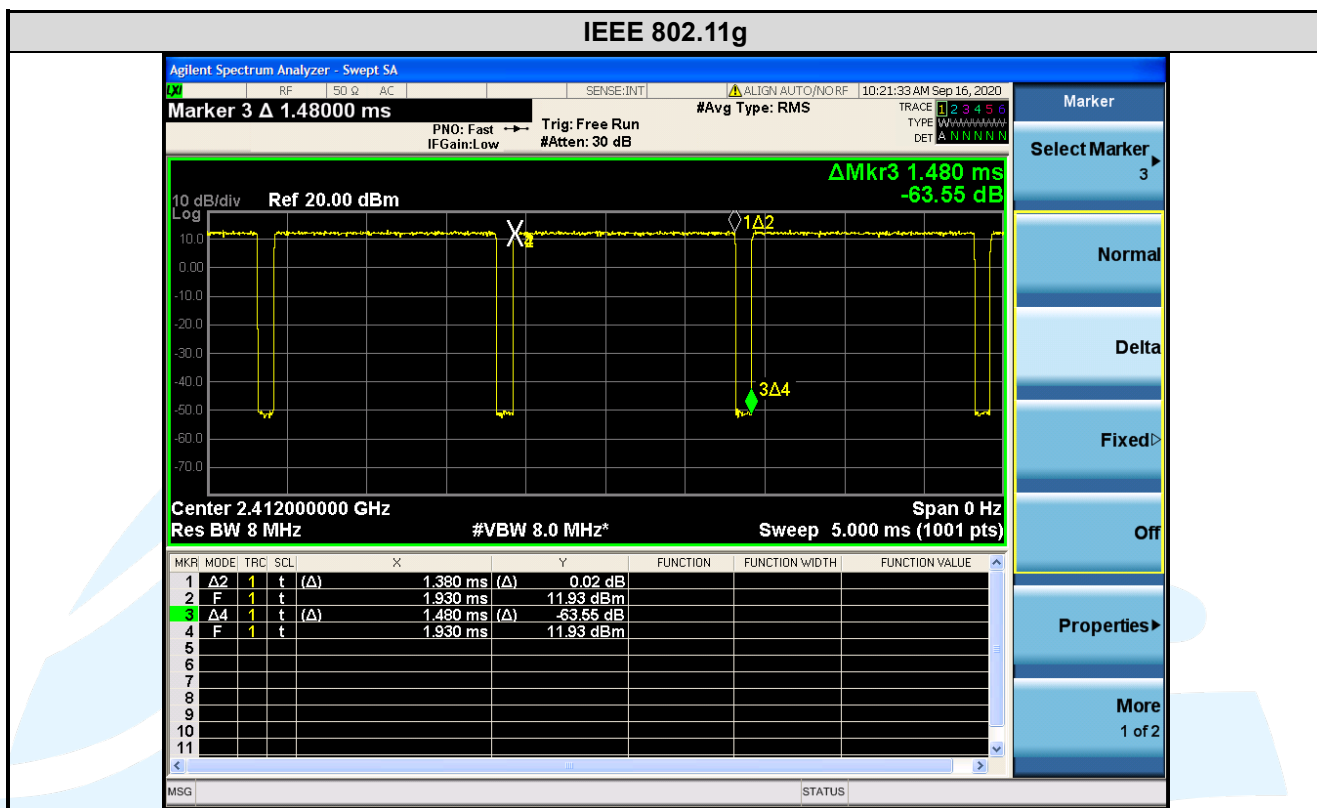 IEEE 802.11g
Agilent Spectrum Analyzer - Swept SA
LXI RF 50 Ω AC SENSE:INT ALIGN AUTO/NO RF 10:21:33 AM Sep 16, 2020
Marker 3 Δ 1.48000 ms
PNO: Fast
IFGain:Low
Trig: Free Run
#Atten: 30 dB
#Avg Type: RMS
TRACE 1 2 3 4 5 6
TYPE WWWWWW
DET A N N N N N
ΔMkr3 1.480 ms
-63.55 dB
10 dB/div Ref 20.00 dBm
Log
10.0
0.00
-10.0
-20.0
-30.0
-40.0
-50.0
-60.0
-70.0
X
1Δ2
3Δ4
Center 2.412000000 GHz Span 0 Hz
Res BW 8 MHz #VBW 8.0 MHz* Sweep 5.000 ms (1001 pts)
MKR MODE TRC SCL X Y FUNCTION FUNCTION WIDTH FUNCTION VALUE
1 Δ2 1 t (Δ) 1.380 ms (Δ) 0.02 dB
2 F 1 t 1.930 ms 11.93 dBm
3 Δ4 1 t (Δ) 1.480 ms (Δ) -63.55 dB
4 F 1 t 1.930 ms 11.93 dBm
5
6
7
8
9
10
11
MSG STATUS
Marker
Select Marker
3
Normal
Delta
Fixed
Off
Properties
More
1 of 2